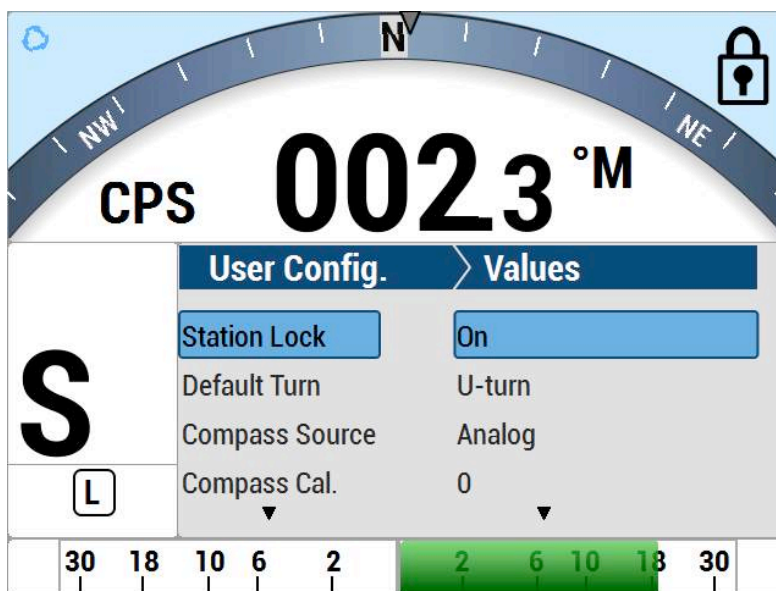 N
NW
NE
CPS 002.3 °M
User Config. Values
Station Lock On
Default Turn U-turn
Compass Source Analog
Compass Cal. 0
S
L
30 18 10 6 2 2 6 10 18 30